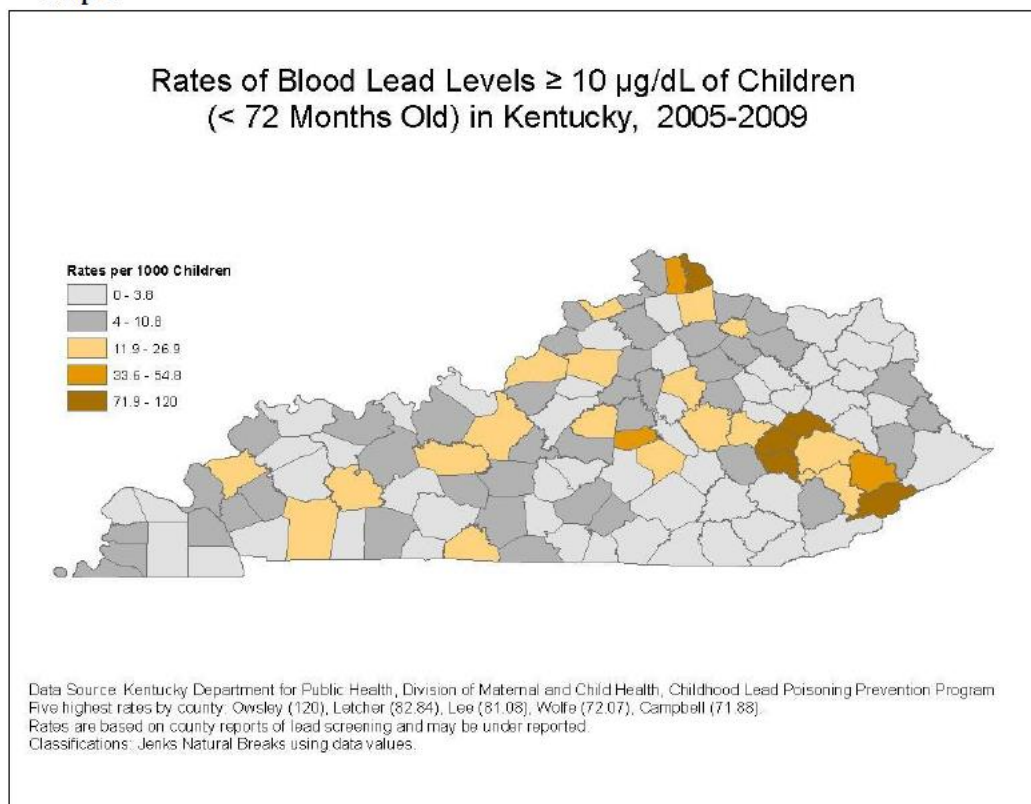 Rates of Blood Lead Levels ≥ 10 µg/dL of Children
(< 72 Months Old) in Kentucky, 2005-2009
Rates per 1000 Children
0 - 3.8
4 - 10.8
11.9 - 26.9
33.6 - 54.8
71.9 - 120
Data Source: Kentucky Department for Public Health, Division of Maternal and Child Health, Childhood Lead Poisoning Prevention Program
Five highest rates by county: Owsley (120), Letcher (82.84), Lee (81.08), Wolfe (72.07), Campbell (71.88).
Rates are based on county reports of lead screening and may be under reported.
Classifications: Jenks Natural Breaks using data values.